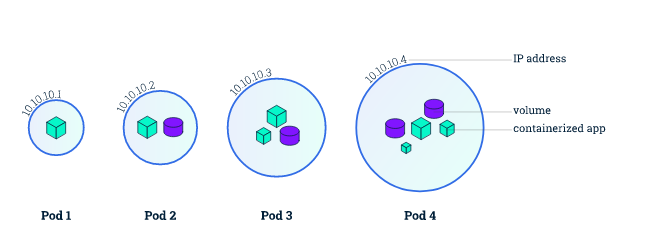 10.10.10.1
10.10.10.2
10.10.10.3
10.10.10.4
IP address
volume
containerized app
Pod 1
Pod 2
Pod 3
Pod 4